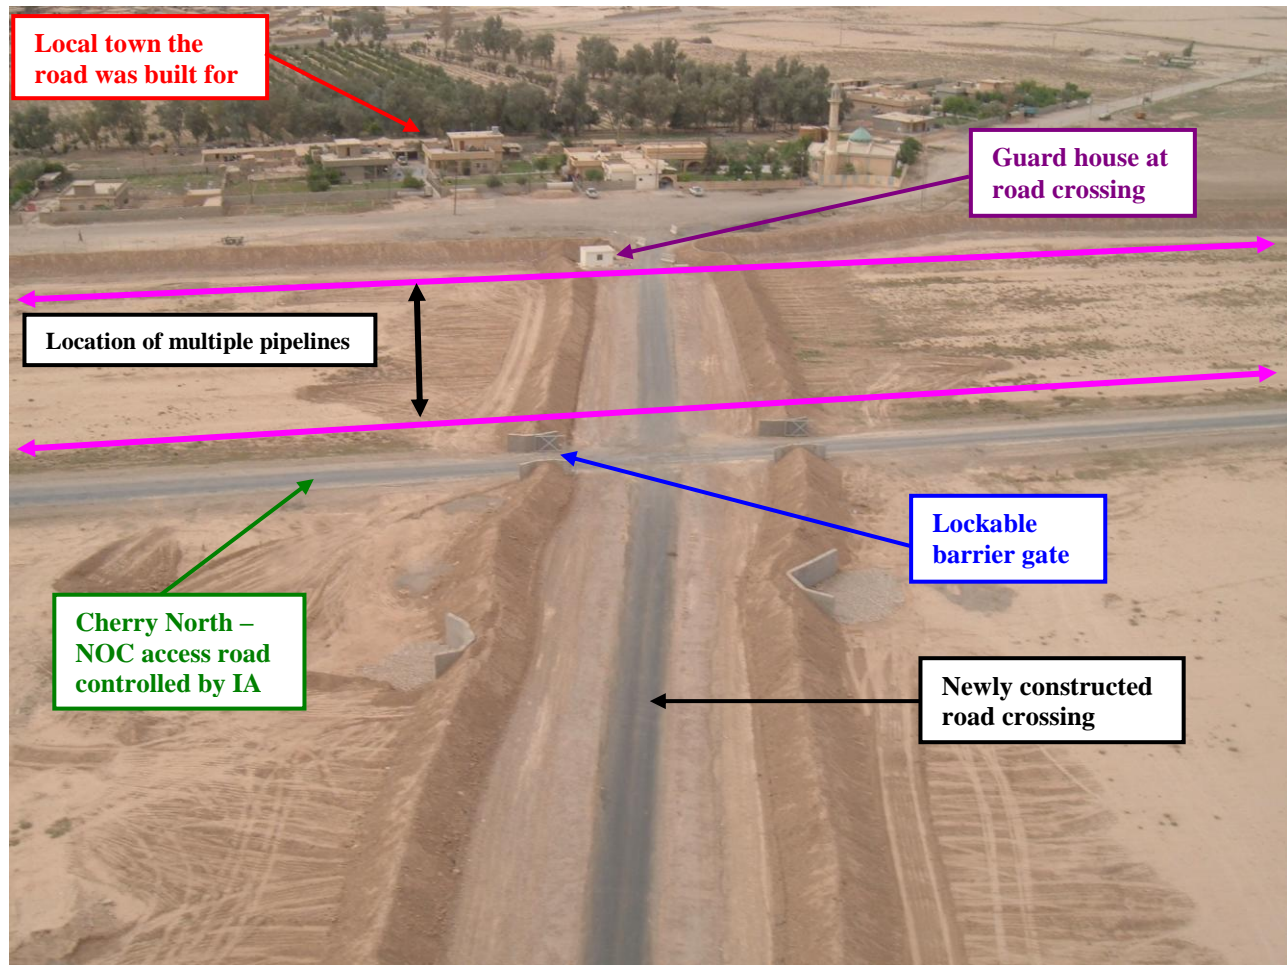 Local town the
road was built for
Guard house at
road crossing
Location of multiple pipelines
Lockable
barrier gate
Cherry North –
NOC access road
controlled by IA
Newly constructed
road crossing